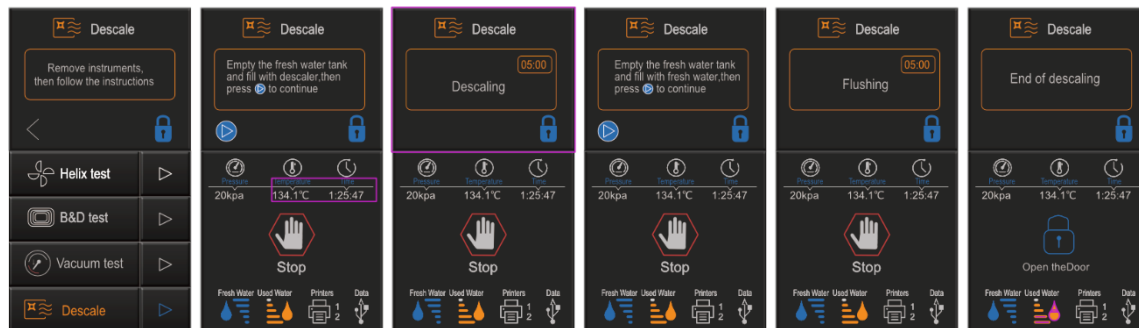 Descale
Remove instruments,
then follow the instructions
Helix test
B&D test
Vacuum test
Descale
Descale
Empty the fresh water tank
and fill with descaler,then
press to continue
Pressure Temperature Time
20kpa 134.1°C 1:25:47
Stop
Fresh Water Used Water Printers Data
1
2
Descale
05:00
Descaling
Pressure Temperature Time
20kpa 134.1°C 1:25:47
Stop
Fresh Water Used Water Printers Data
1
2
Descale
Empty the fresh water tank
and fill with fresh water,then
press to continue
Pressure Temperature Time
20kpa 134.1°C 1:25:47
Stop
Fresh Water Used Water Printers Data
1
2
Descale
05:00
Flushing
Pressure Temperature Time
20kpa 134.1°C 1:25:47
Stop
Fresh Water Used Water Printers Data
1
2
Descale
End of descaling
Pressure Temperature Time
20kpa 134.1°C 1:25:47
Open theDoor
Fresh Water Used Water Printers Data
1
2